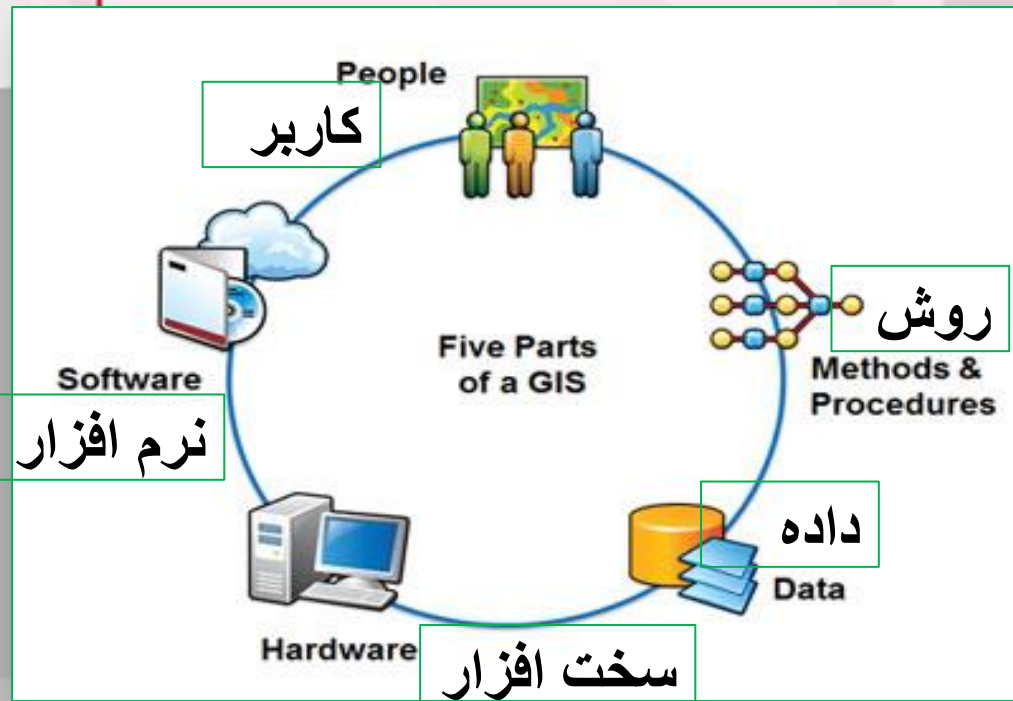 People
کاربر
روش
Methods &
Procedures
Five Parts
of a GIS
Software
نرم افزار
داده
Data
Hardware
سخت افزار